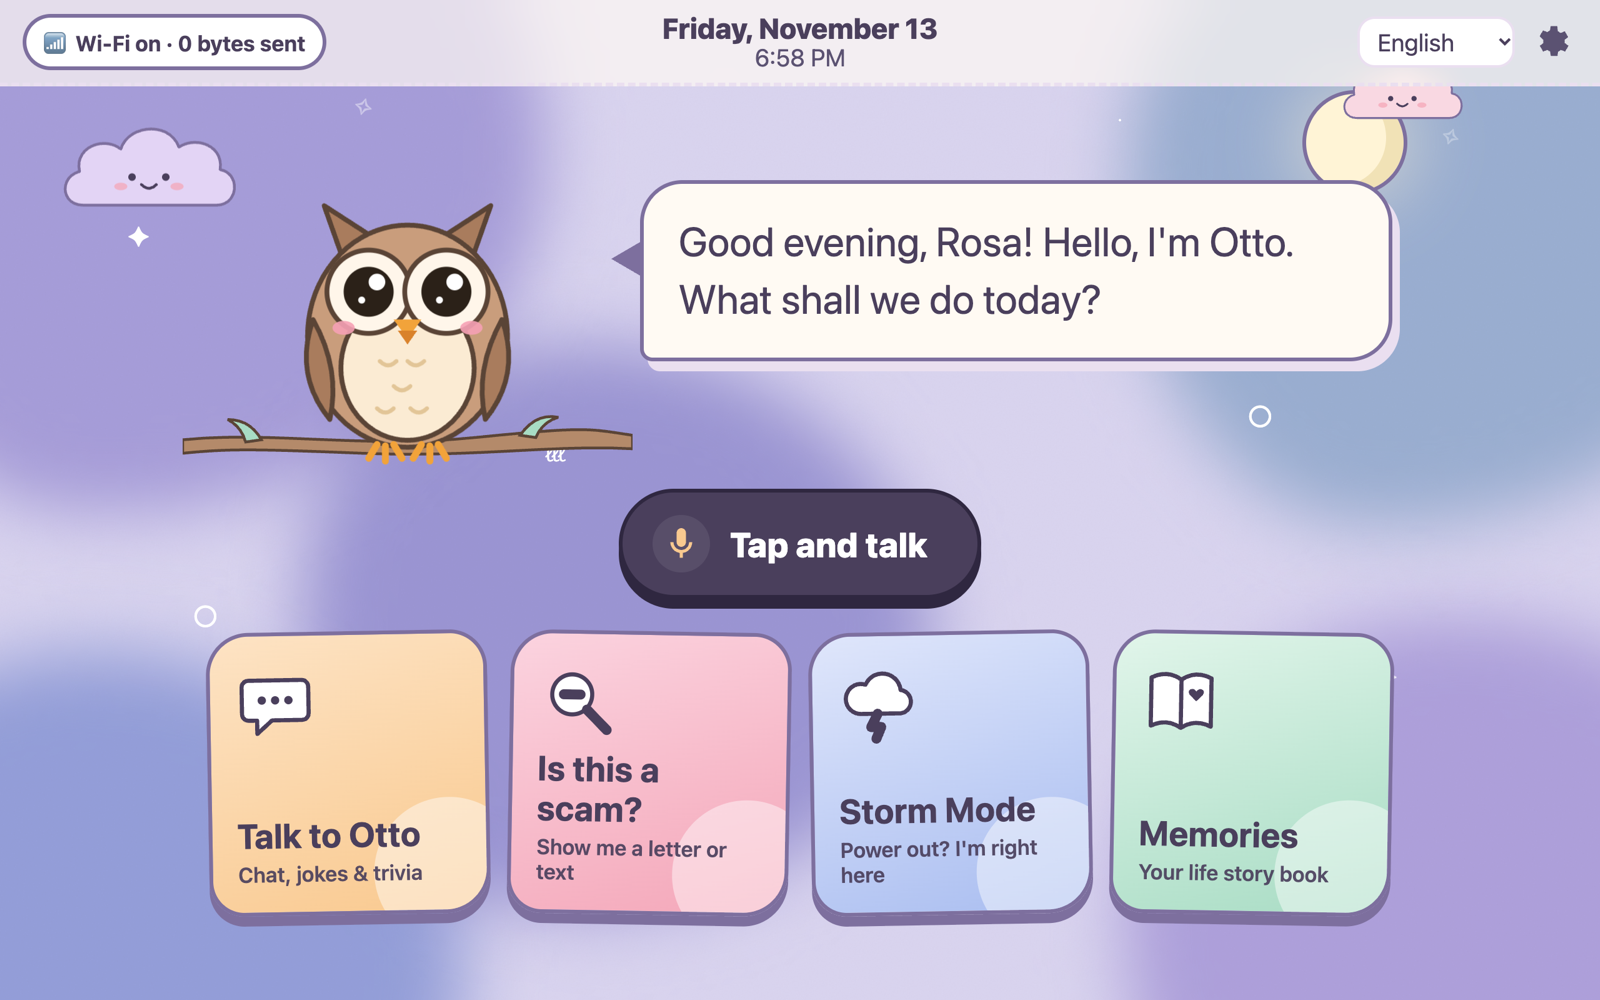 Wi-Fi on · 0 bytes sent
Friday, November 13
6:58 PM
English
Good evening, Rosa! Hello, I'm Otto.
What shall we do today?
Tap and talk
Talk to Otto
Chat, jokes & trivia
Is this a
scam?
Show me a letter or
text
Storm Mode
Power out? I'm right
here
Memories
Your life story book